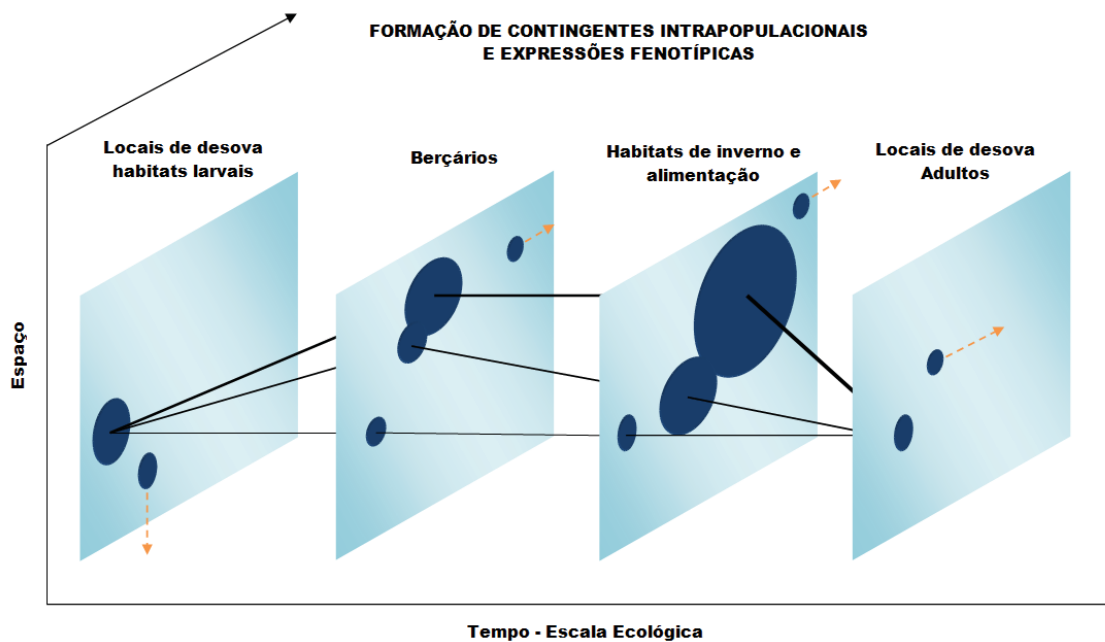 FORMAÇÃO DE CONTINGENTES INTRAPOPULACIONAIS
E EXPRESSÕES FENOTÍPICAS
Locais de desova
habitats larvais
Berçários
Habitats de inverno e
alimentação
Locais de desova
Adultos
Espaço
Tempo - Escala Ecológica